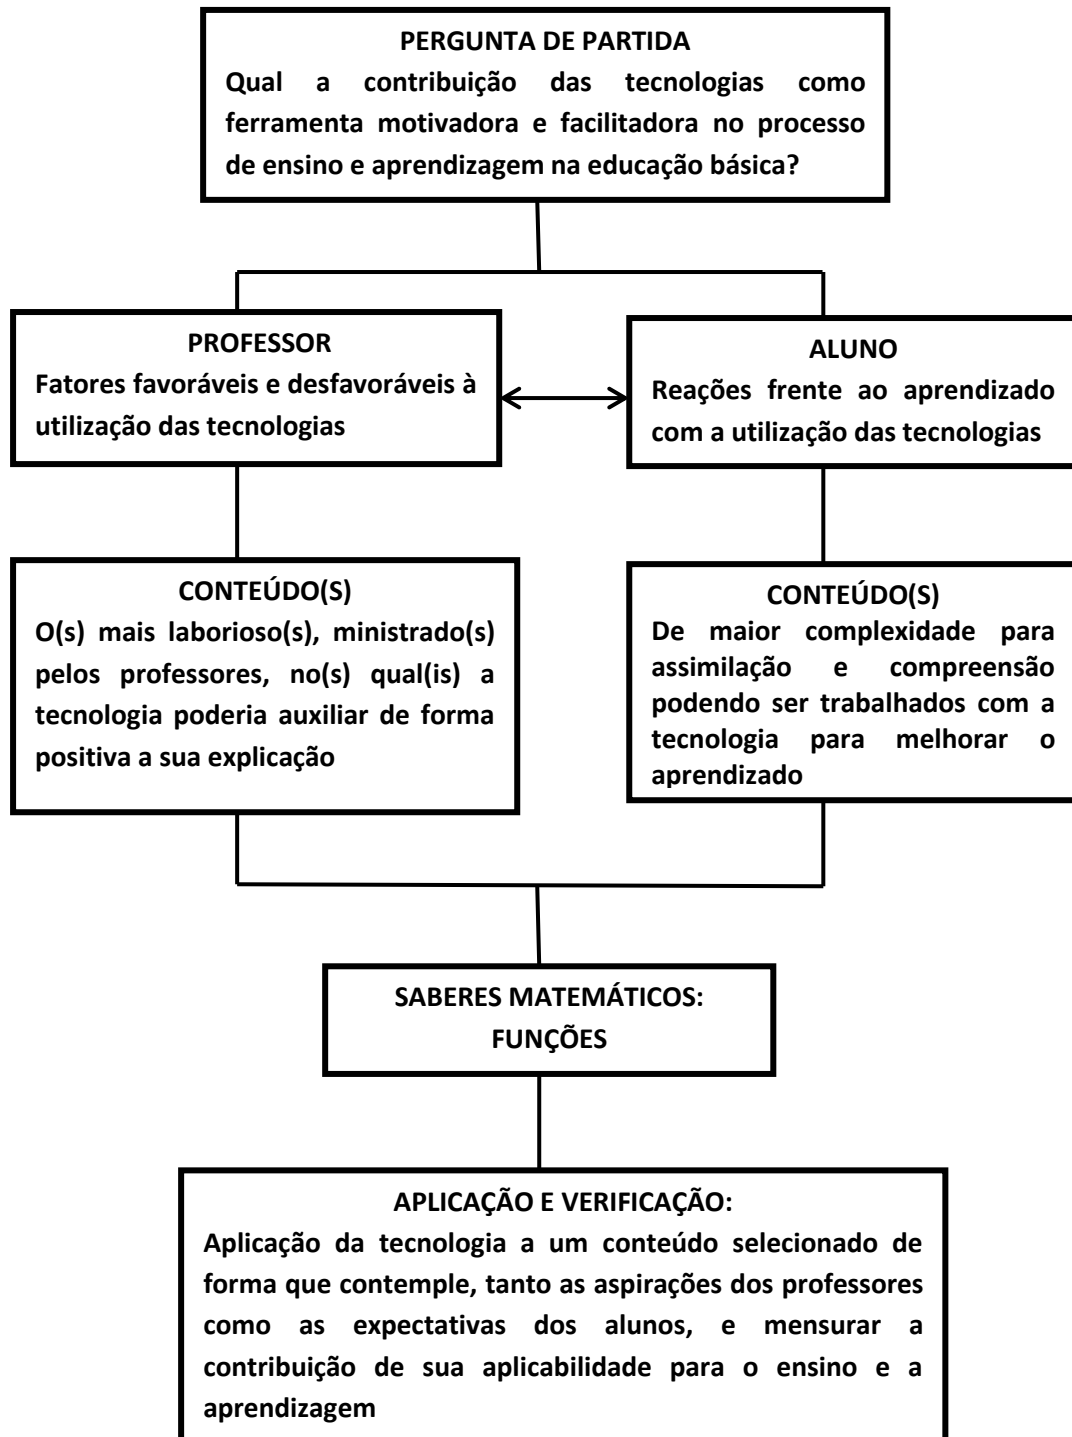 PERGUNTA DE PARTIDA
Qual a contribuição das tecnologias como
ferramenta motivadora e facilitadora no processo
de ensino e aprendizagem na educação básica?
PROFESSOR
Fatores favoráveis e desfavoráveis à
utilização das tecnologias
ALUNO
Reações frente ao aprendizado
com a utilização das tecnologias
CONTEÚDO(S)
O(s) mais laborioso(s), ministrado(s)
pelos professores, no(s) qual(is) a
tecnologia poderia auxiliar de forma
positiva a sua explicação
CONTEÚDO(S)
De maior complexidade para
assimilação e compreensão
podendo ser trabalhados com a
tecnologia para melhorar o
aprendizado
SABERES MATEMÁTICOS:
FUNÇÕES
APLICAÇÃO E VERIFICAÇÃO:
Aplicação da tecnologia a um conteúdo selecionado de
forma que contemple, tanto as aspirações dos professores
como as expectativas dos alunos, e mensurar a
contribuição de sua aplicabilidade para o ensino e a
aprendizagem